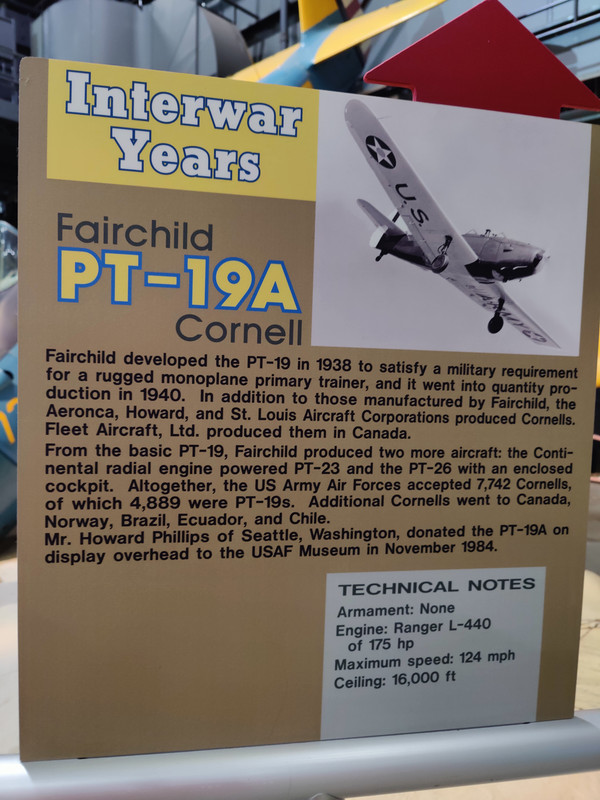 Interwar
Years
U.S.
ARMY
Fairchild
PT-19A
Cornell
Fairchild developed the PT-19 in 1938 to satisfy a military requirement
for a rugged monoplane primary trainer, and it went into quantity pro-
duction in 1940. In addition to those manufactured by Fairchild, the
Aeronca, Howard, and St. Louis Aircraft Corporations produced Cornells.
Fleet Aircraft, Ltd. produced them in Canada.
From the basic PT-19, Fairchild produced two more aircraft: the Conti-
nental radial engine powered PT-23 and the PT-26 with an enclosed
cockpit. Altogether, the US Army Air Forces accepted 7,742 Cornells,
of which 4,889 were PT-19s. Additional Cornells went to Canada,
Norway, Brazil, Ecuador, and Chile.
Mr. Howard Phillips of Seattle, Washington, donated the PT-19A on
display overhead to the USAF Museum in November 1984.
TECHNICAL NOTES
Armament: None
Engine: Ranger L-440
of 175 hp
Maximum speed: 124 mph
Ceiling: 16,000 ft